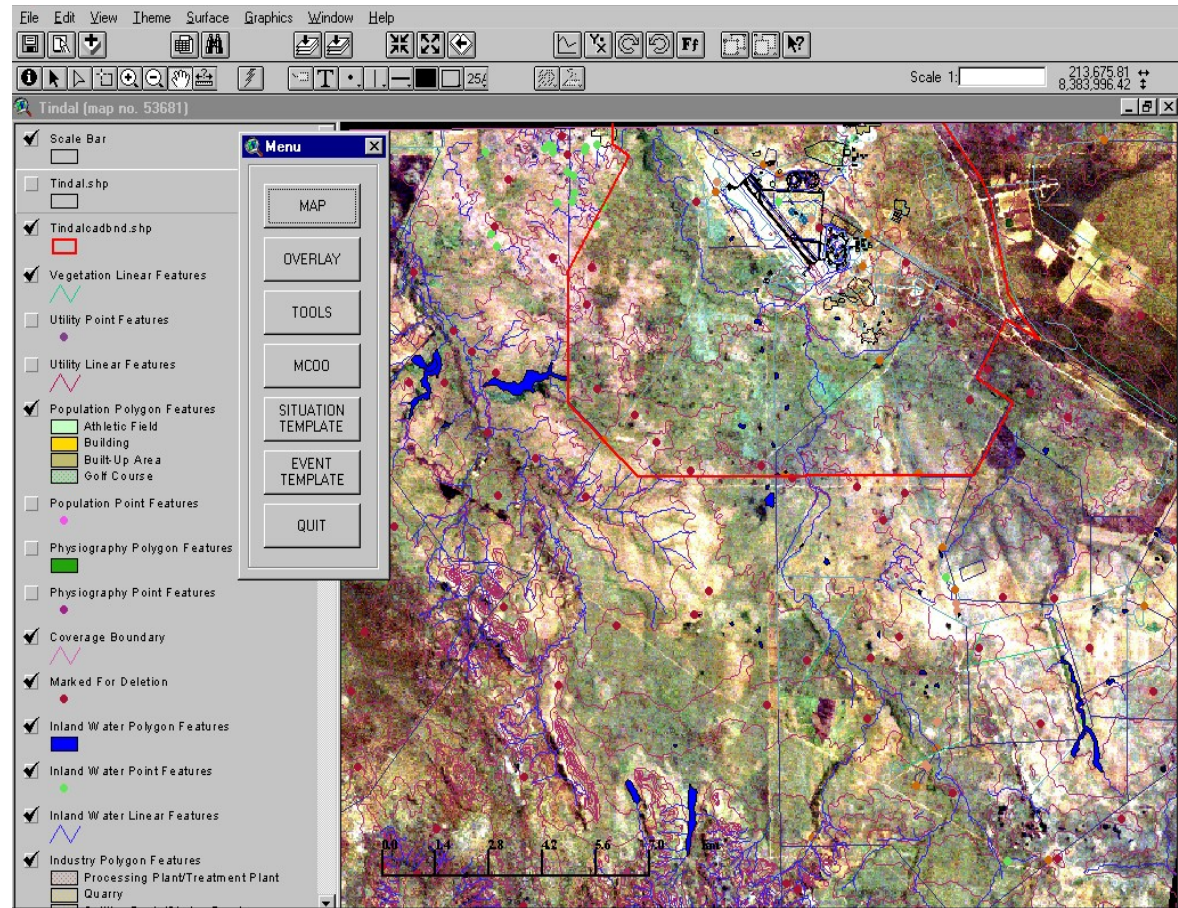 File Edit View Theme Surface Graphics Window Help
Scale 1:
213,675.81
8,383,996.42
Tindal (map no. 53681)
Scale Bar
Tindal.shp
Tindalcadbnd.shp
Vegetation Linear Features
Utility Point Features
Utility Linear Features
Population Polygon Features
Athletic Field
Building
Built-Up Area
Golf Course
Population Point Features
Physiography Polygon Features
Physiography Point Features
Coverage Boundary
Marked For Deletion
Inland Water Polygon Features
Inland Water Point Features
Inland Water Linear Features
Industry Polygon Features
Processing Plant/Treatment Plant
Quarry
Menu
MAP
OVERLAY
TOOLS
MCOO
SITUATION
TEMPLATE
EVENT
TEMPLATE
QUIT
0.0 1.4 2.8 4.2 5.6 7.0 km